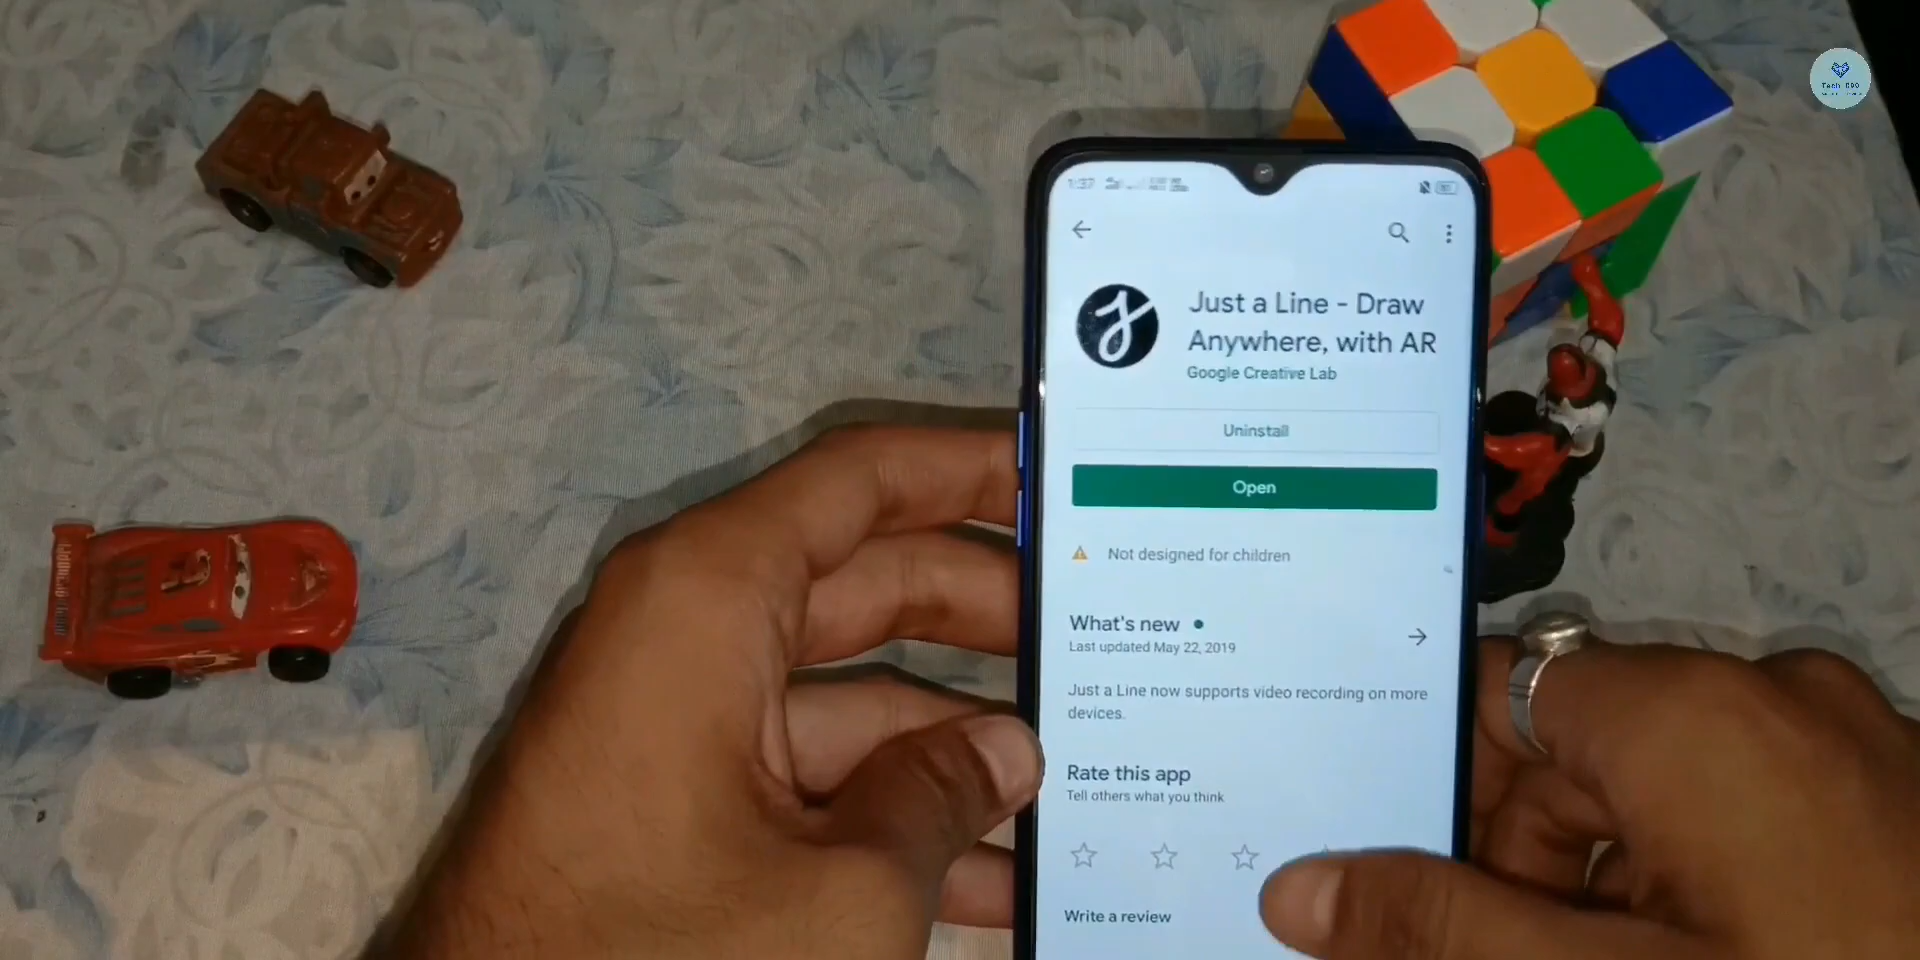 1:37
Just a Line - Draw
Anywhere, with AR
Google Creative Lab
Uninstall
Open
Not designed for children
What's new
Last updated May 22, 2019
Just a Line now supports video recording on more
devices.
Rate this app
Tell others what you think
Write a review